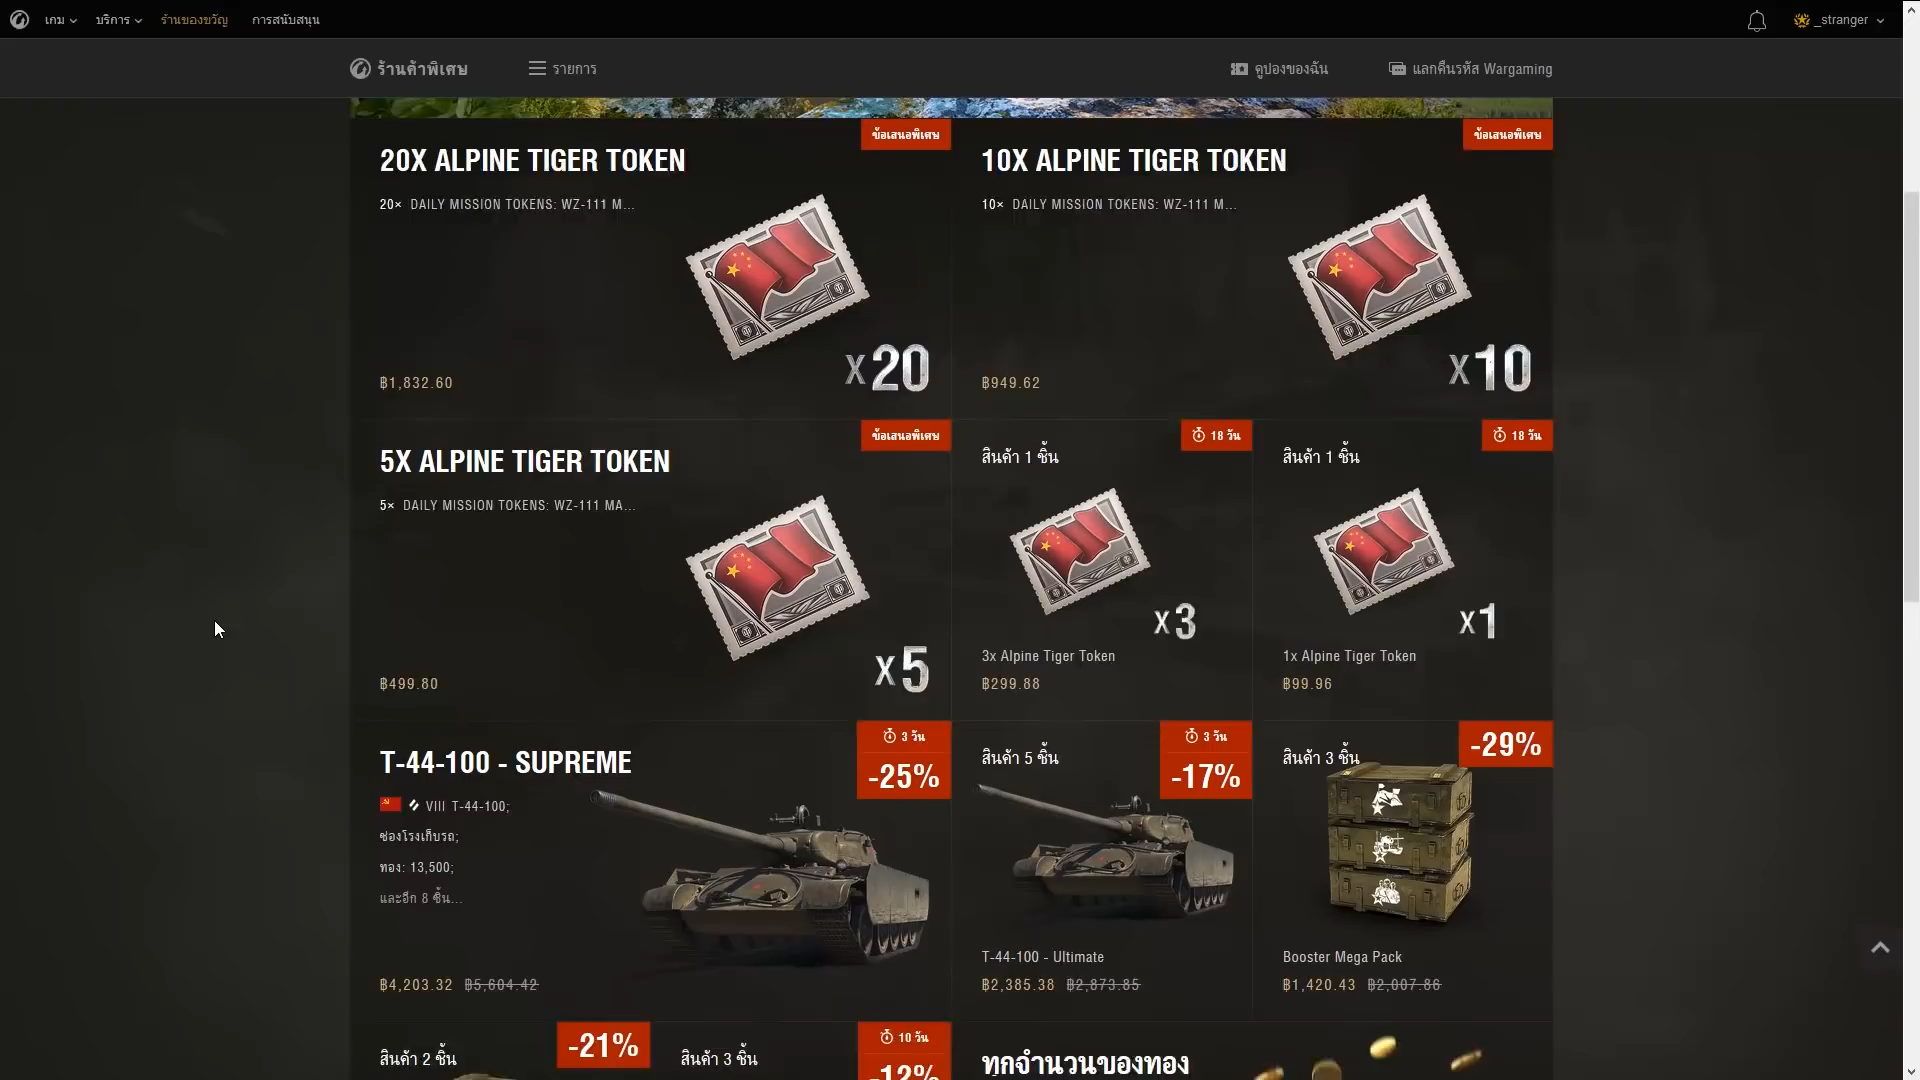 เกม
บริการ
ร้านของขวัญ
การสนับสนุน
_stranger
ร้านค้าพิเศษ
รายการ
คูปองของฉัน
แลกคืนรหัส Wargaming
ข้อเสนอพิเศษ
20X ALPINE TIGER TOKEN
20× DAILY MISSION TOKENS: WZ-111 M...
x20
฿1,832.60
ข้อเสนอพิเศษ
10X ALPINE TIGER TOKEN
10× DAILY MISSION TOKENS: WZ-111 M...
x10
฿949.62
ข้อเสนอพิเศษ
5X ALPINE TIGER TOKEN
5× DAILY MISSION TOKENS: WZ-111 MA...
x5
฿499.80
18 วัน
สินค้า 1 ชิ้น
x3
3x Alpine Tiger Token
฿299.88
18 วัน
สินค้า 1 ชิ้น
x1
1x Alpine Tiger Token
฿99.96
3 วัน
-25%
T-44-100 - SUPREME
VIII T-44-100;
ช่องโรงเก็บรถ;
ทอง: 13,500;
และอีก 8 ชิ้น...
฿4,203.32 ฿5,604.42
3 วัน
-17%
สินค้า 5 ชิ้น
T-44-100 - Ultimate
฿2,385.38 ฿2,873.85
-29%
สินค้า 3 ชิ้น
Booster Mega Pack
฿1,420.43 ฿2,007.86
-21%
สินค้า 2 ชิ้น
10 วัน
-12%
สินค้า 3 ชิ้น
ทุกจำนวนของทอง